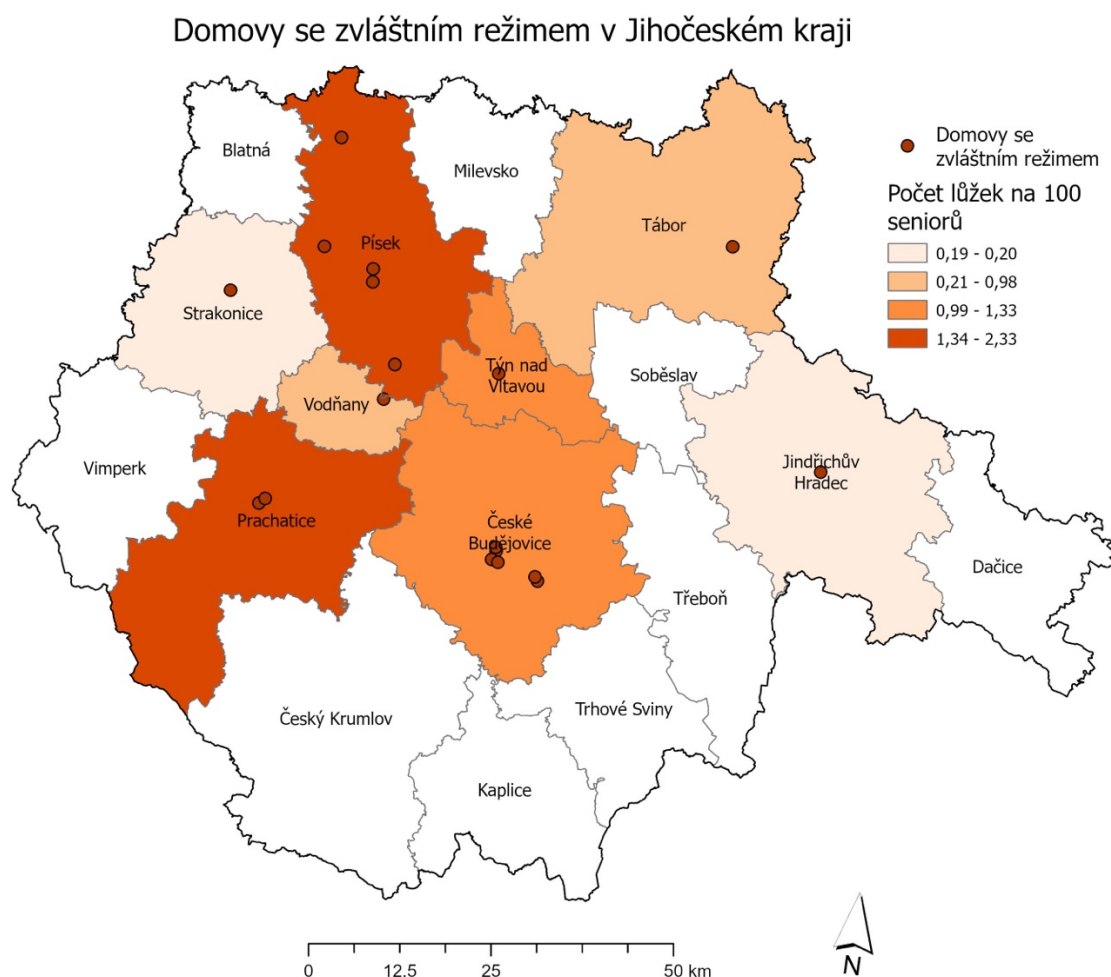 Domovy se zvláštním režimem v Jihočeském kraji
Blatná
Milevsko
Písek
Tábor
Strakonice
Týn nad
Vltavou
Soběslav
Vodňany
Vimperk
Jindřichův
Hradec
Prachatice
České
Budějovice
Dačice
Třeboň
Český Krumlov
Trhové Sviny
Kaplice
Domovy se
zvláštním režimem
Počet lůžek na 100
seniorů
0,19 - 0,20
0,21 - 0,98
0,99 - 1,33
1,34 - 2,33
N
0 12.5 25 50 km